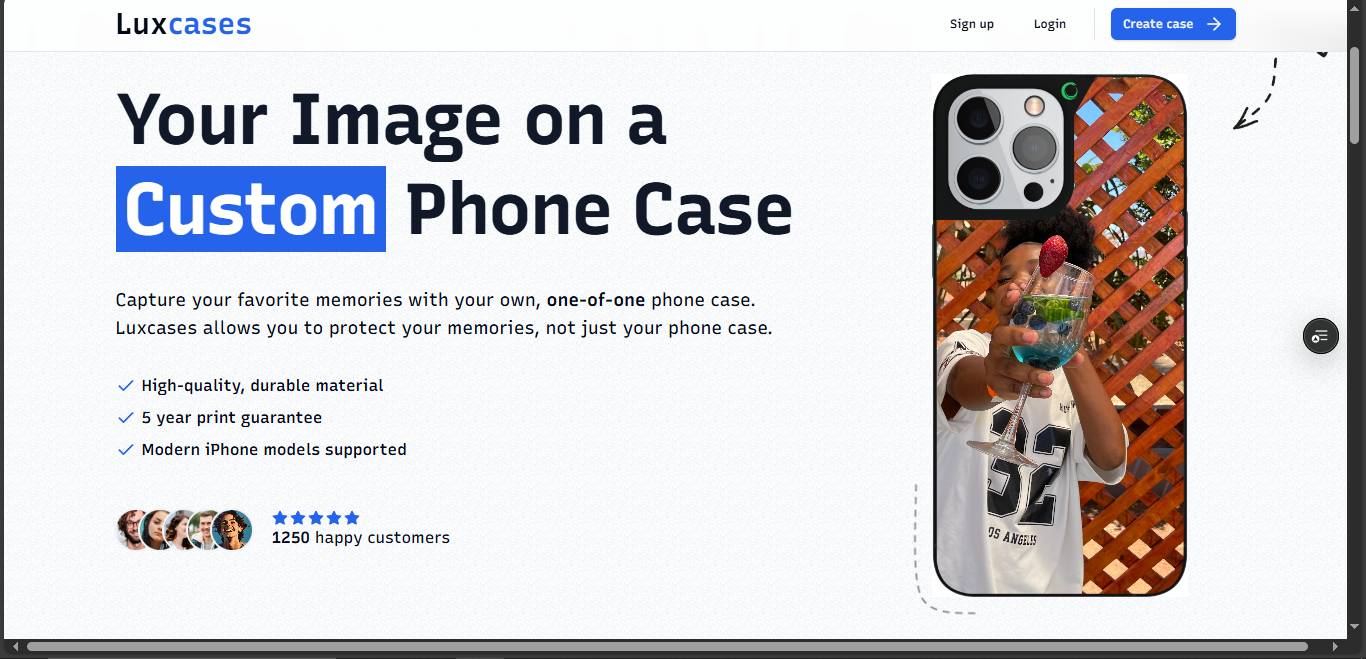 Luxcases
Sign up
Login
Create case
Your Image on a
Custom Phone Case
Capture your favorite memories with your own, one-of-one phone case.
Luxcases allows you to protect your memories, not just your phone case.
High-quality, durable material
5 year print guarantee
Modern iPhone models supported
1250 happy customers
32
LOS ANGELES